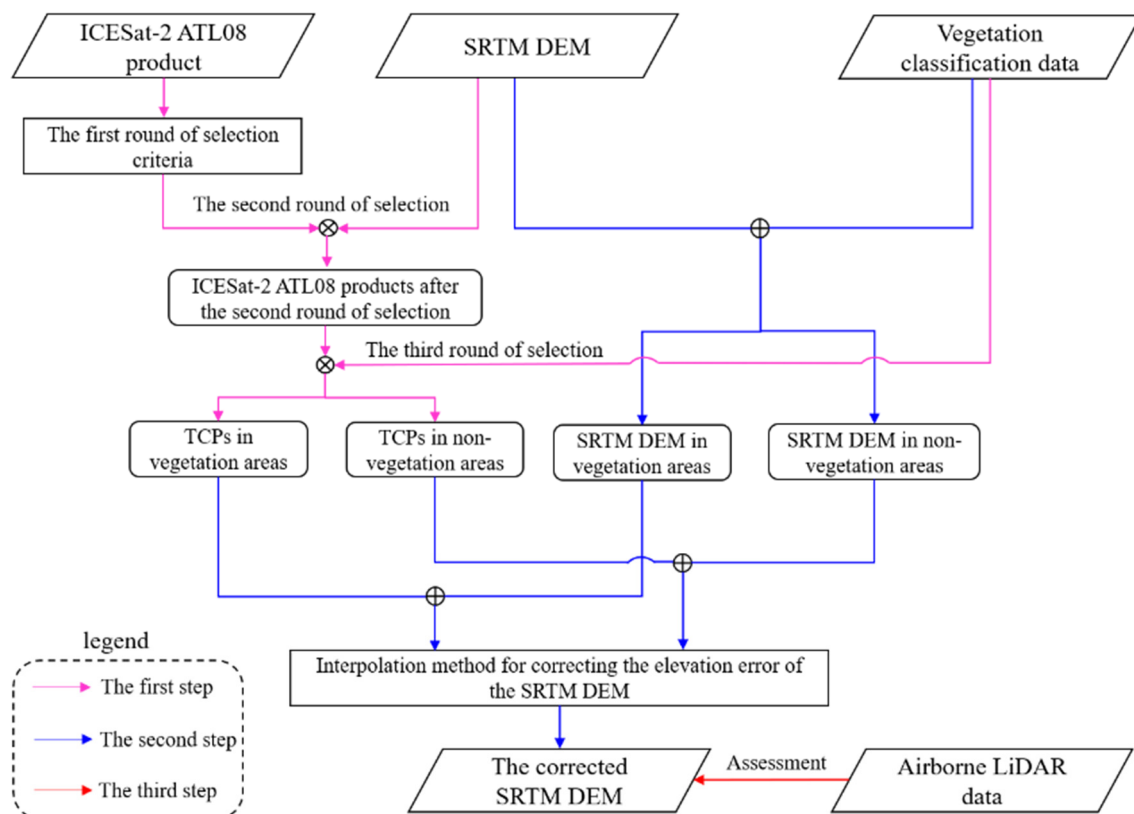 ICESat-2 ATL08
product
SRTM DEM
Vegetation
classification data
The first round of selection
criteria
The second round of selection
ICESat-2 ATL08 products after
the second round of selection
The third round of selection
TCPs in
vegetation areas
TCPs in non-
vegetation areas
SRTM DEM in
vegetation areas
SRTM DEM in non-
vegetation areas
legend
The first step
The second step
The third step
Interpolation method for correcting the elevation error of
the SRTM DEM
The corrected
SRTM DEM
Assessment
Airborne LiDAR
data